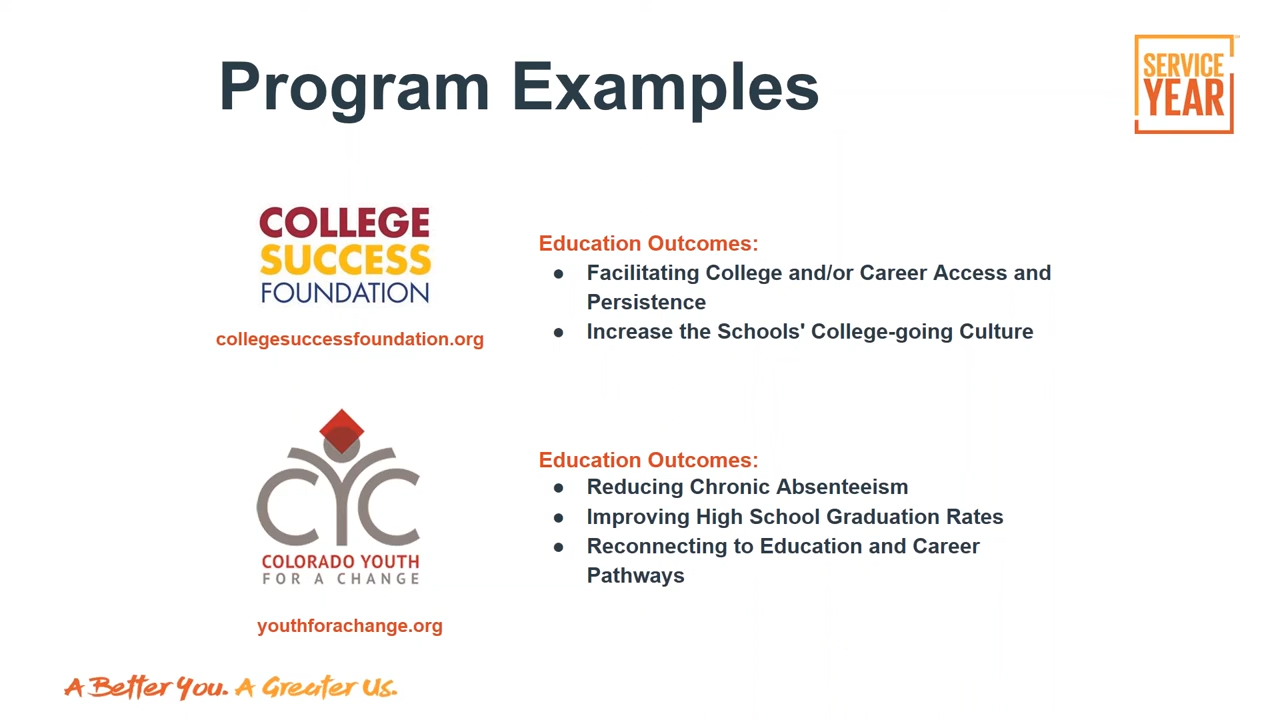 Program Examples
SERVICE
YEAR
COLLEGE
SUCCESS
FOUNDATION
collegesuccessfoundation.org
Education Outcomes:
● Facilitating College and/or Career Access and
Persistence
● Increase the Schools' College-going Culture
CYC
COLORADO YOUTH
FOR A CHANGE
youthforachange.org
Education Outcomes:
● Reducing Chronic Absenteeism
● Improving High School Graduation Rates
● Reconnecting to Education and Career
Pathways
A Better You. A Greater Us.